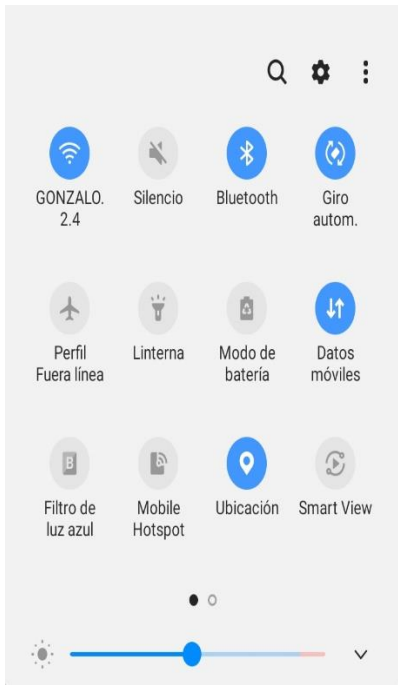 GONZALO.
2.4
Silencio
Bluetooth
Giro
autom.
Perfil
Fuera línea
Linterna
Modo de
batería
Datos
móviles
B
Filtro de
luz azul
Mobile
Hotspot
Ubicación
Smart View